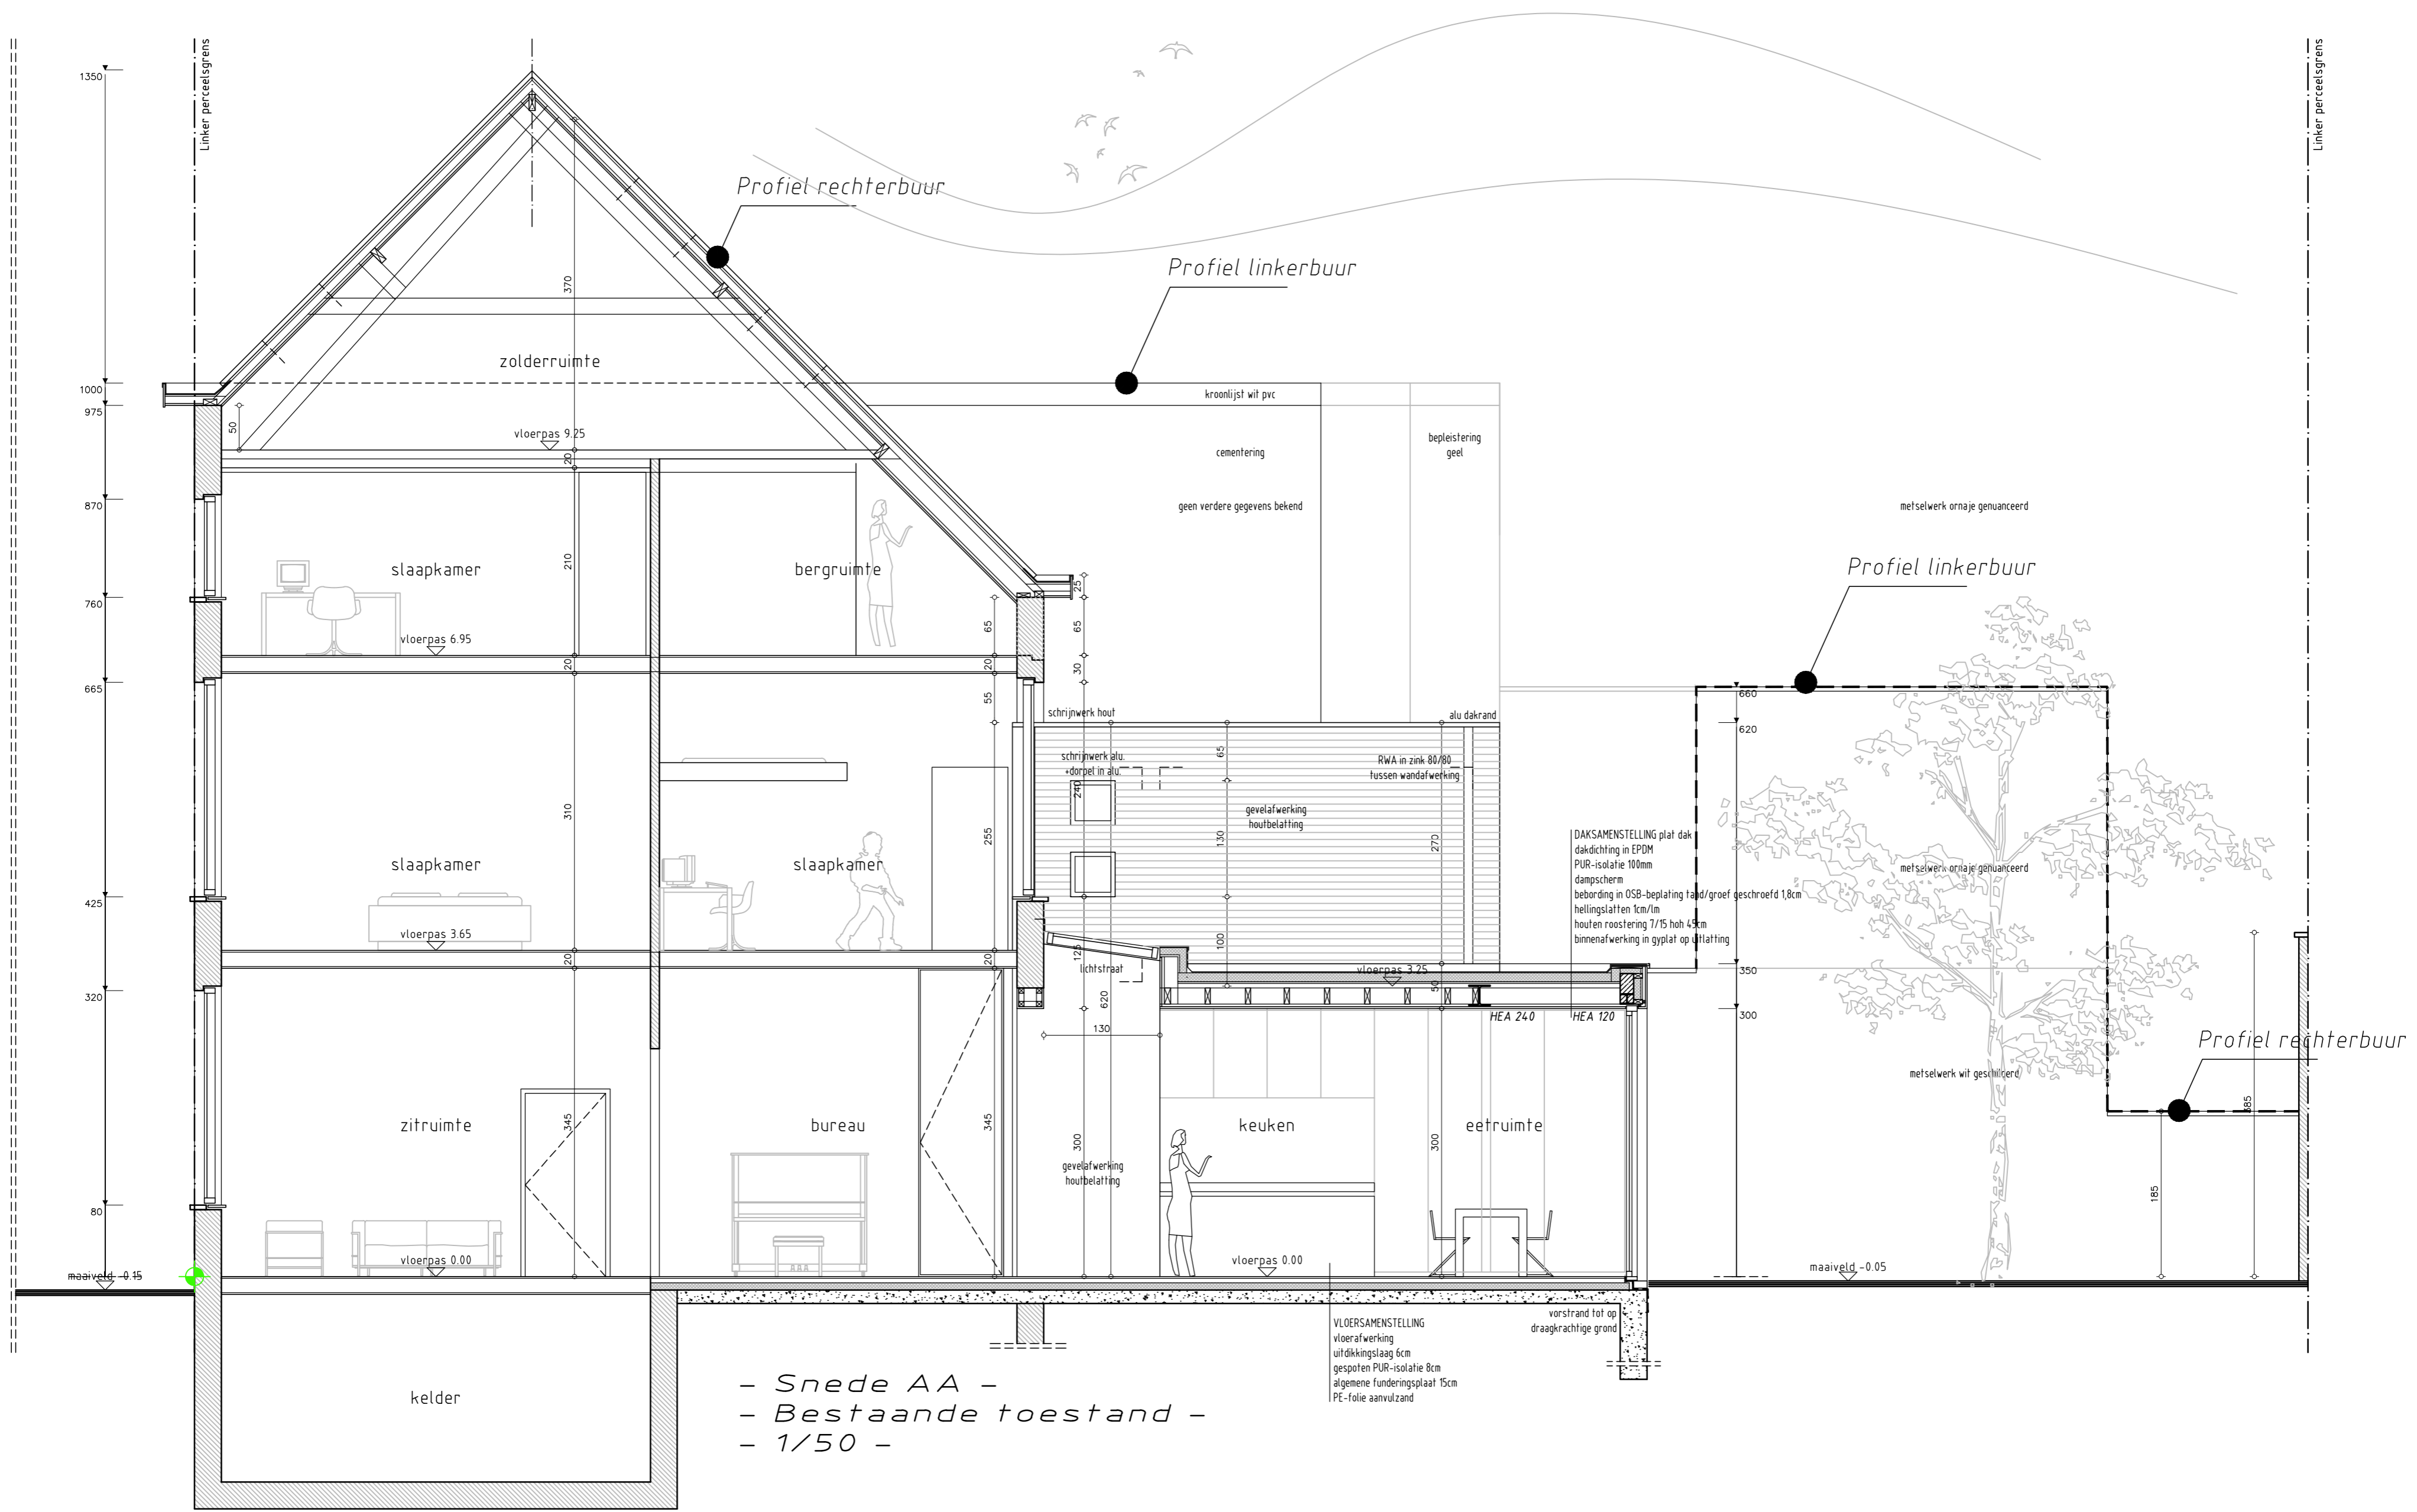 Linker perceelsgrens
Linker perceelsgrens
1350
1000
975
870
760
665
425
320
80
maaiveld -0.15
Profiel rechterbuur
Profiel linkerbuur
370
zolderruimte
50
vloerpas 9.25
20
kroonlijst wit pvc
cementering
bepleistering
geel
geen verdere gegevens bekend
metselwerk ornaje genuanceerd
Profiel linkerbuur
slaapkamer
210
bergruimte
25
65
65
vloerpas 6.95
20
20
30
55
660
620
schrijnwerk hout
alu dakrand
schrijnwerk alu.
+dorpel in alu.
240
65
RWA in zink 80/80
tussen wandafwerking
310
255
130
270
gevelafwerking
houtbelatting
slaapkamer
slaapkamer
DAKSAMENSTELLING plat dak
dakdichting in EPDM
PUR-isolatie 100mm
dampscherm
bebording in OSB-beplating tand/groef geschroefd 1,8cm
hellingslatten 1cm/lm
houten roostering 7/15 hoh 45cm
binnenafwerking in gyplat op uitlatting
metselwerk ornaje genuanceerd
vloerpas 3.65
20
20
125
100
lichtstraat
vloerpas 3.25
50
350
300
620
130
HEA 240
HEA 120
Profiel rechterbuur
metselwerk wit geschilderd
385
zitruimte
345
bureau
345
300
keuken
300
eetruimte
gevelafwerking
houtbelatting
185
vloerpas 0.00
vloerpas 0.00
maaiveld -0.05
vorstrand tot op
draagkrachtige grond
VLOERSAMENSTELLING
vloerafwerking
uitdikkingslaag 6cm
gespoten PUR-isolatie 8cm
algemene funderingsplaat 15cm
PE-folie aanvulzand
kelder
- Snede AA -
- Bestaande toestand -
- 1/50 -